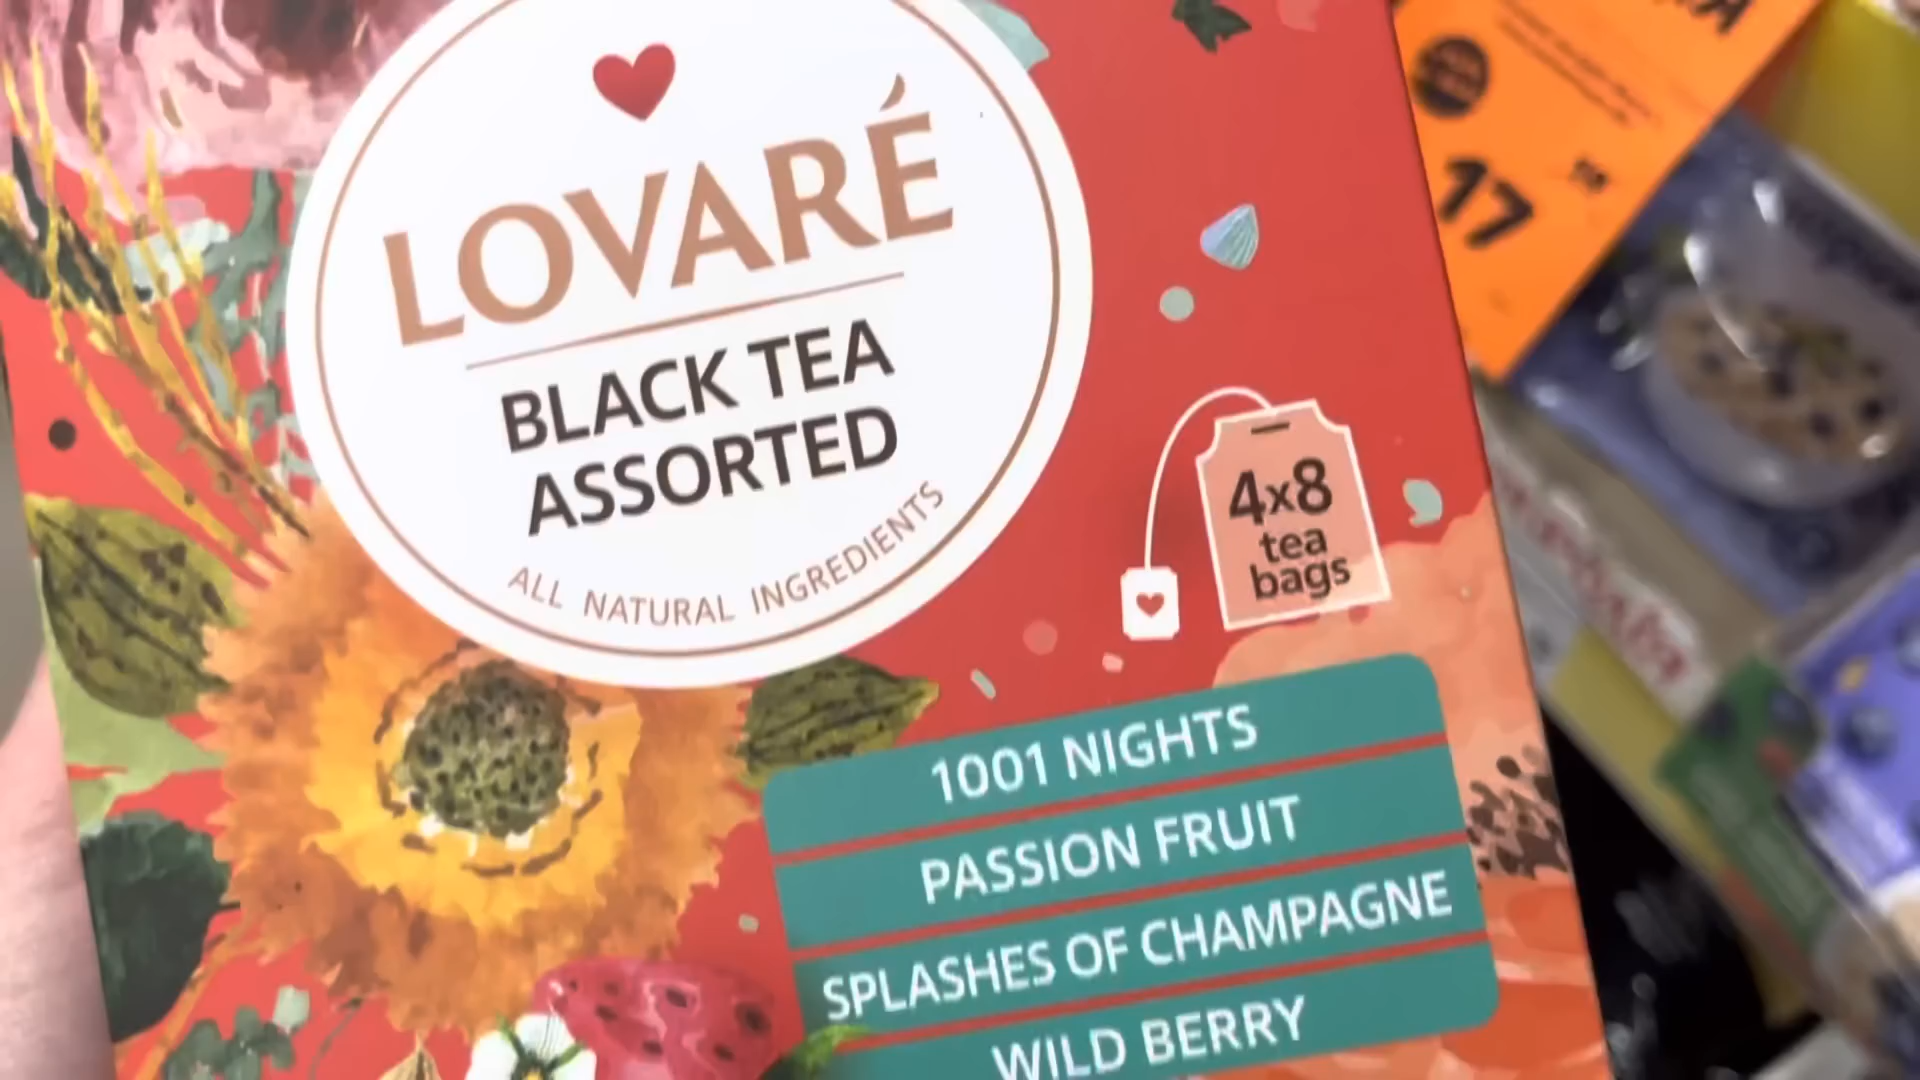 LOVARÉ
BLACK TEA
ASSORTED
ALL NATURAL INGREDIENTS
4x8
tea
bags
1001 NIGHTS
PASSION FRUIT
SPLASHES OF CHAMPAGNE
WILD BERRY
17